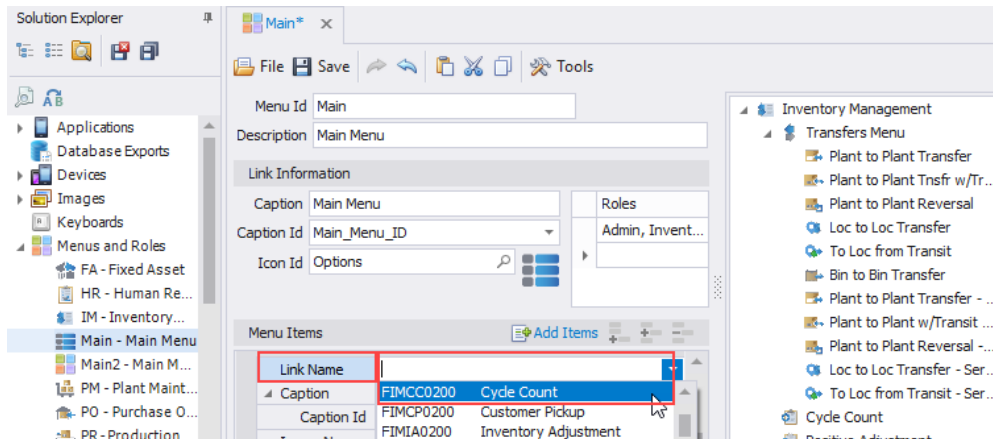 Solution Explorer
Applications
Database Exports
Devices
Images
Keyboards
Menus and Roles
FA - Fixed Asset
HR - Human Re...
IM - Inventory...
Main - Main Menu
Main2 - Main M...
PM - Plant Maint...
PO - Purchase O...
PR - Production
Main*
File Save Tools
Menu Id Main
Description Main Menu
Link Information
Caption Main Menu
Caption Id Main_Menu_ID
Icon Id Options
Roles
Admin, Invent...
Menu Items Add Items
Link Name
Caption
Caption Id
FIMCC0200 Cycle Count
FIMCP0200 Customer Pickup
FIMIA0200 Inventory Adjustment
Inventory Management
Transfers Menu
Plant to Plant Transfer
Plant to Plant Tnsfr w/Tr...
Plant to Plant Reversal
Loc to Loc Transfer
To Loc from Transit
Bin to Bin Transfer
Plant to Plant Transfer - ...
Plant to Plant w/Transit ...
Plant to Plant Reversal -...
Loc to Loc Transfer - Ser...
To Loc from Transit - Ser...
Cycle Count